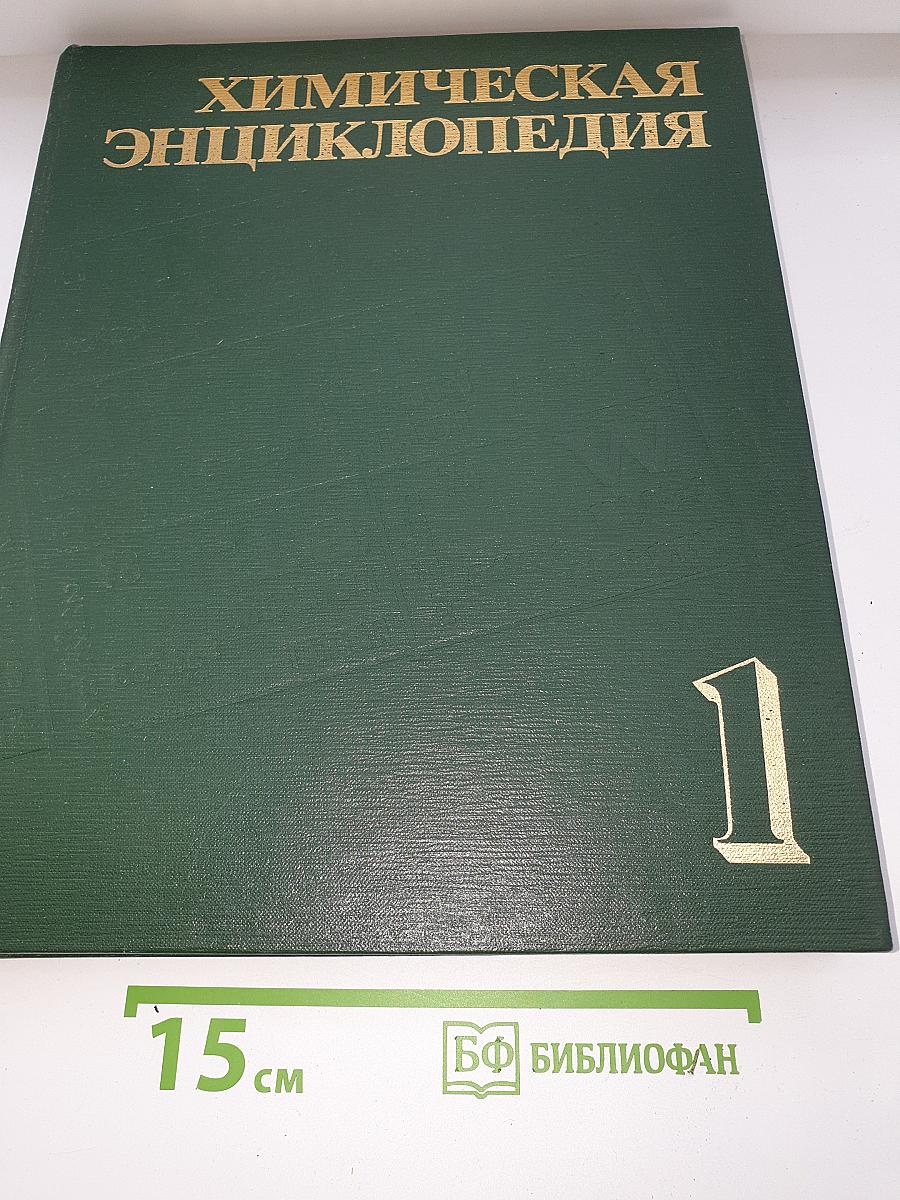 ХИМИЧЕСКАЯ
ЭНЦИКЛОПЕДИЯ
1
15 см
БФ БИБЛИОФАН